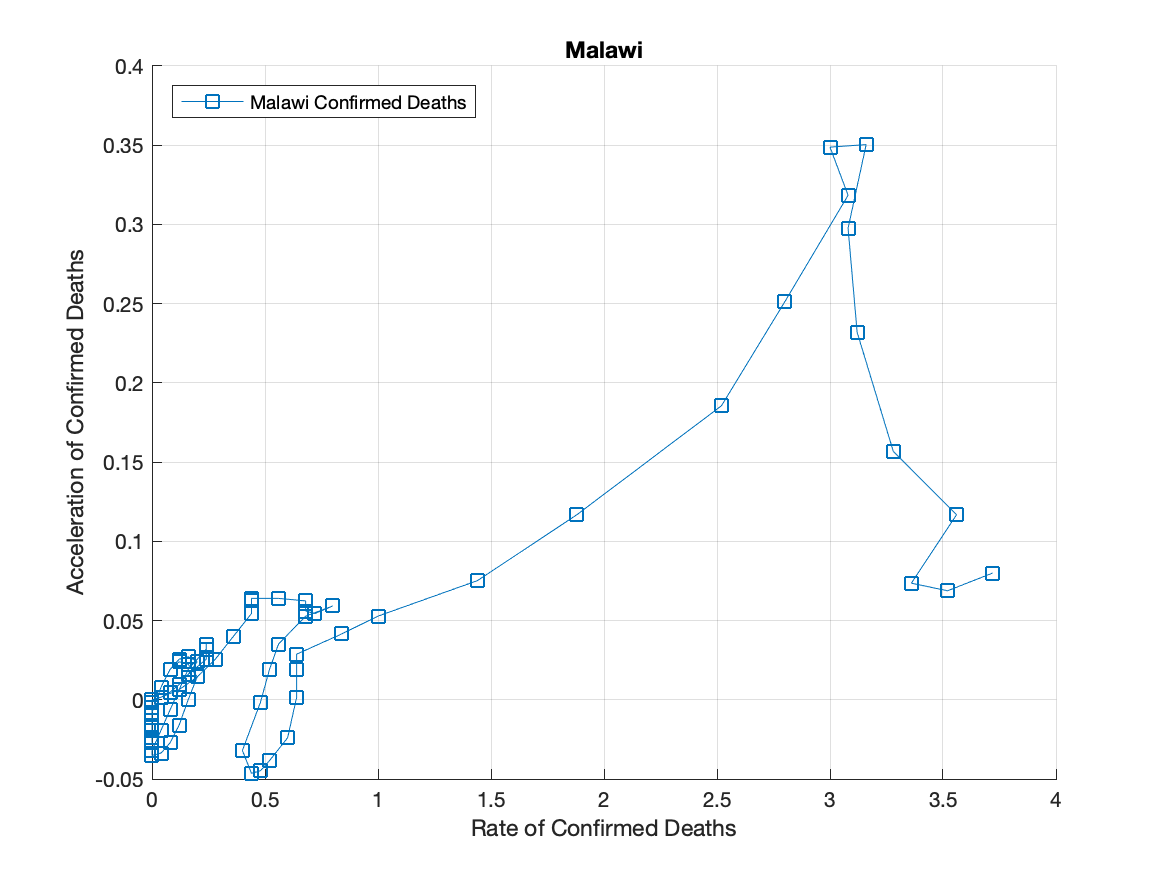 Malawi
0.4
Malawi Confirmed Deaths
0.35
0.3
0.25
0.2
0.15
0.1
0.05
0
-0.05
Acceleration of Confirmed Deaths
0 0.5 1 1.5 2 2.5 3 3.5 4
Rate of Confirmed Deaths